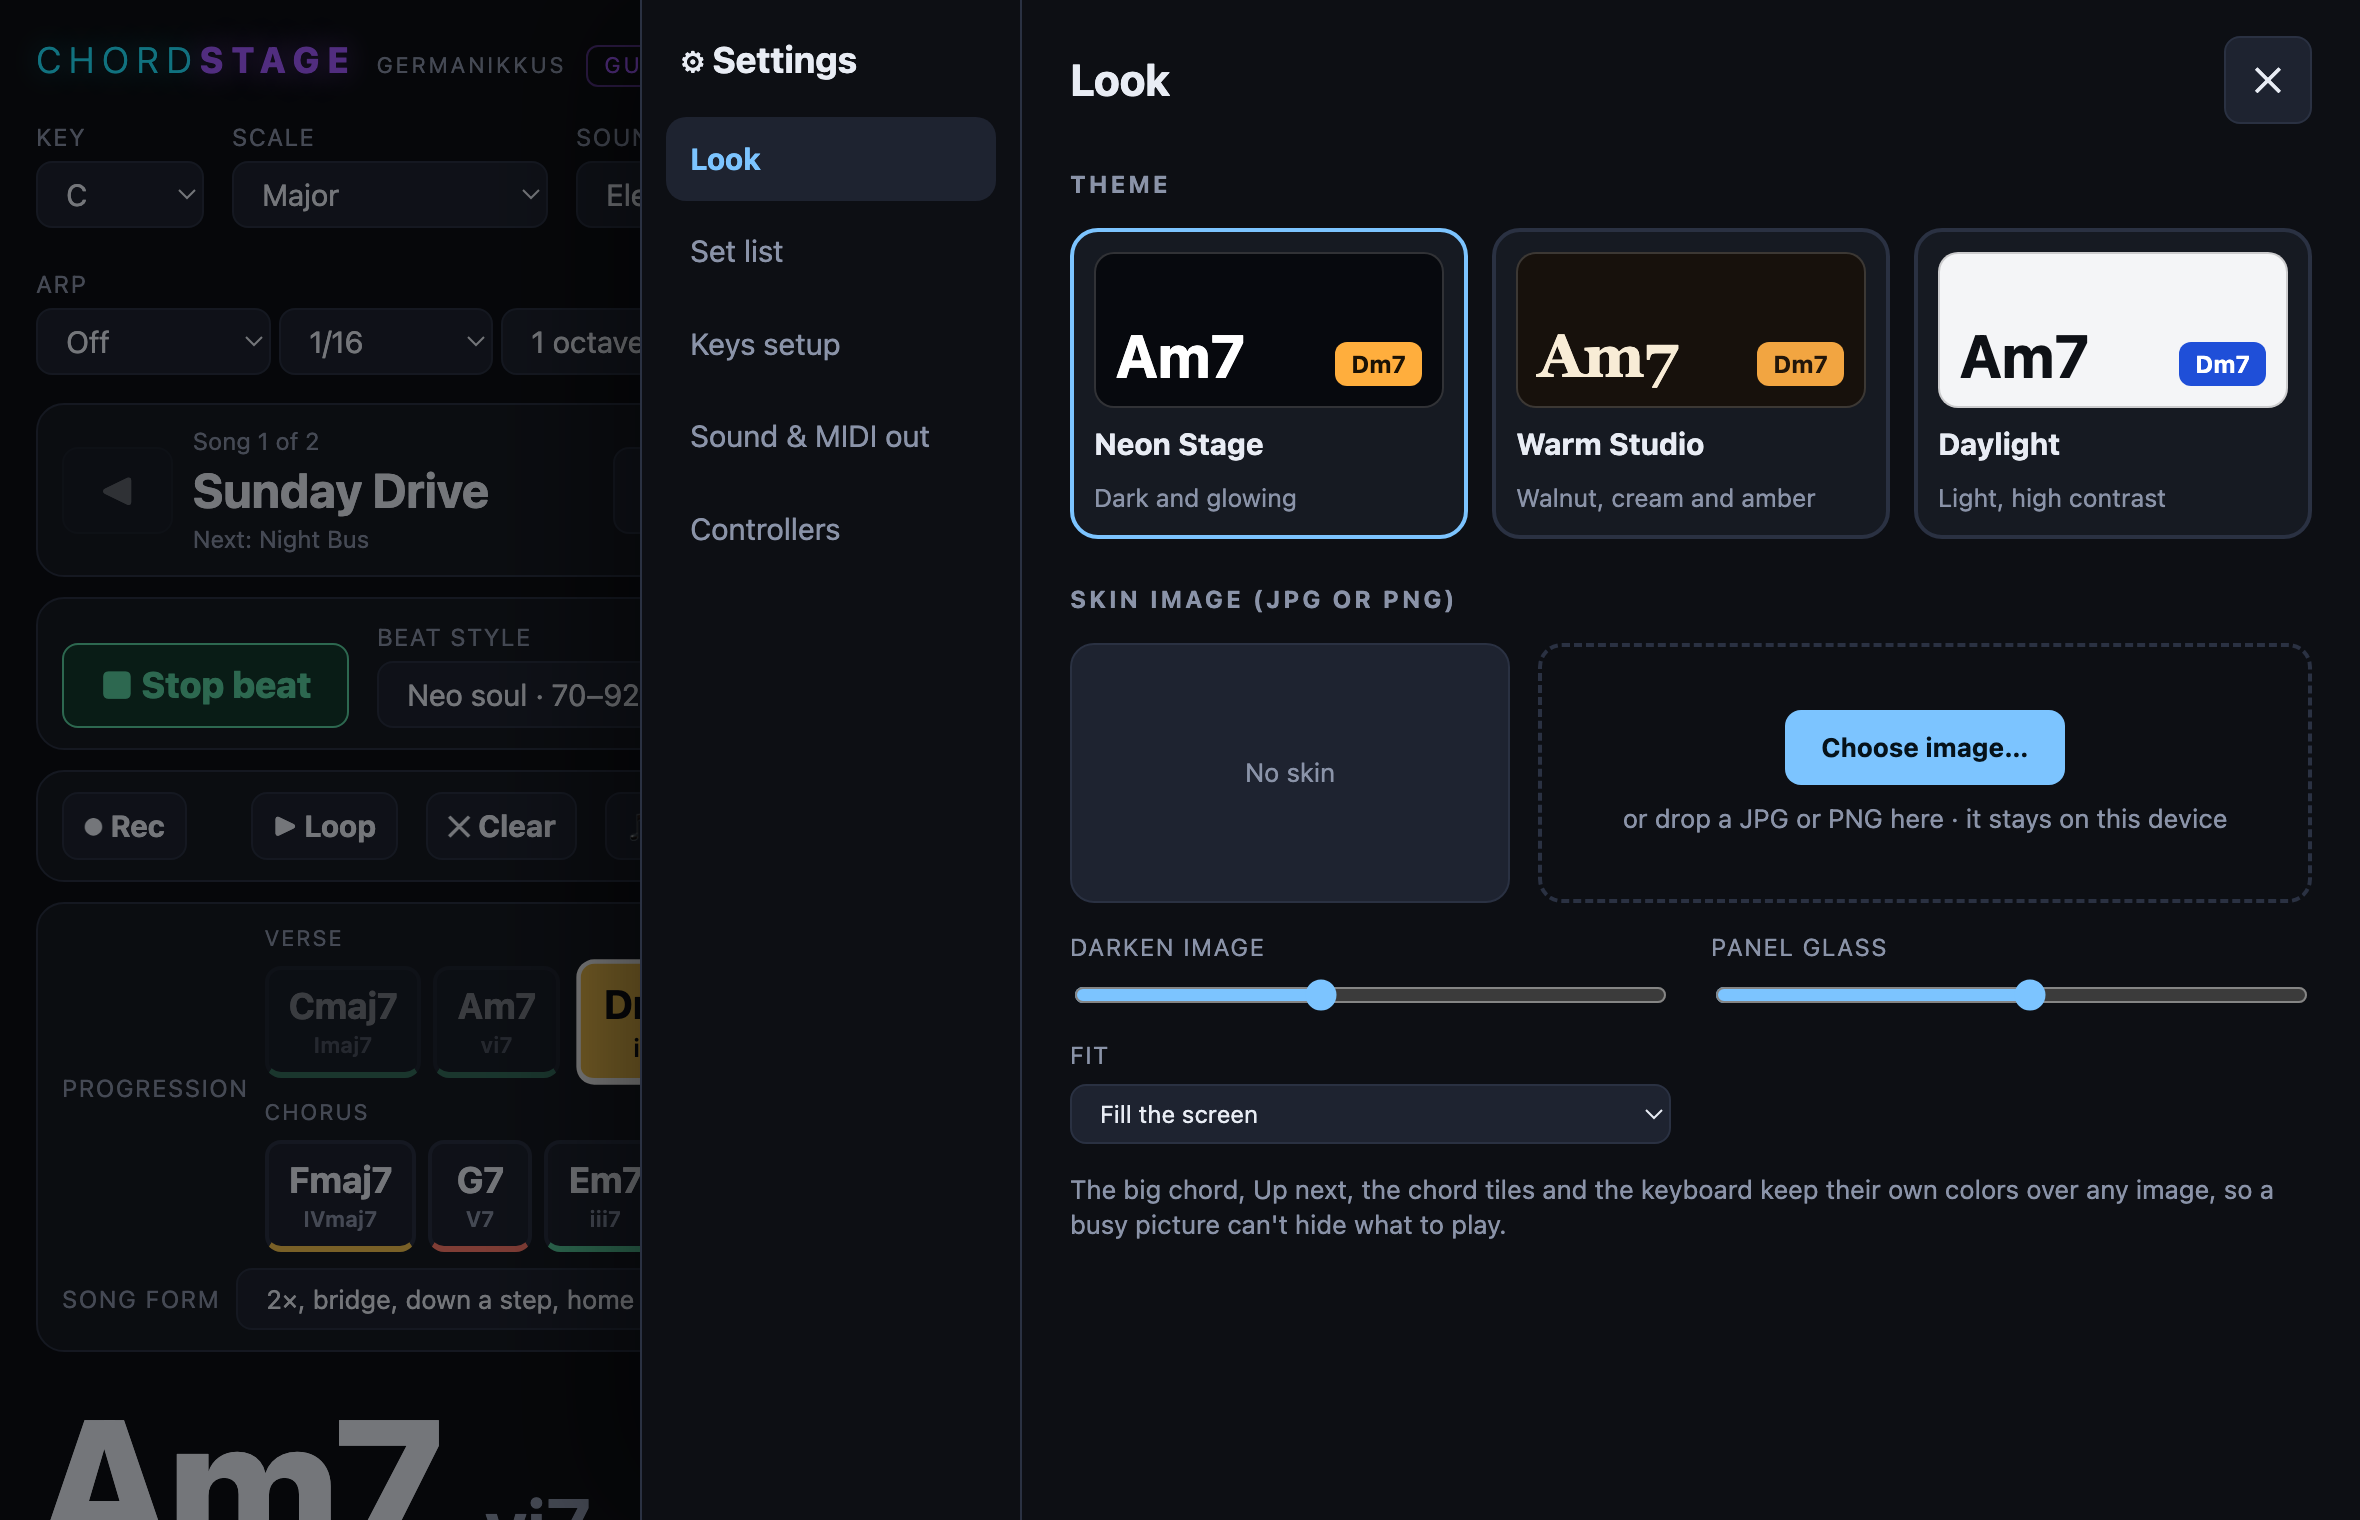 CHORDSTAGE GERMANIKKUS
KEY SCALE
C Major
ARP
Off 1/16 1 octave
Song 1 of 2
Sunday Drive
Next: Night Bus
BEAT STYLE
Stop beat
Neo soul · 70–92
Rec Loop Clear
VERSE
Cmaj7 Am7
Imaj7 vi7
PROGRESSION
CHORUS
Fmaj7 G7 Em7
IVmaj7 V7 iii7
SONG FORM 2×, bridge, down a step, home
Am7 vi7
Settings
Look
Set list
Keys setup
Sound & MIDI out
Controllers
Look
THEME
Am7 Dm7
Neon Stage
Dark and glowing
Am7 Dm7
Warm Studio
Walnut, cream and amber
Am7 Dm7
Daylight
Light, high contrast
SKIN IMAGE (JPG OR PNG)
No skin
Choose image...
or drop a JPG or PNG here · it stays on this device
DARKEN IMAGE PANEL GLASS
FIT
Fill the screen
The big chord, Up next, the chord tiles and the keyboard keep their own colors over any image, so a
busy picture can't hide what to play.